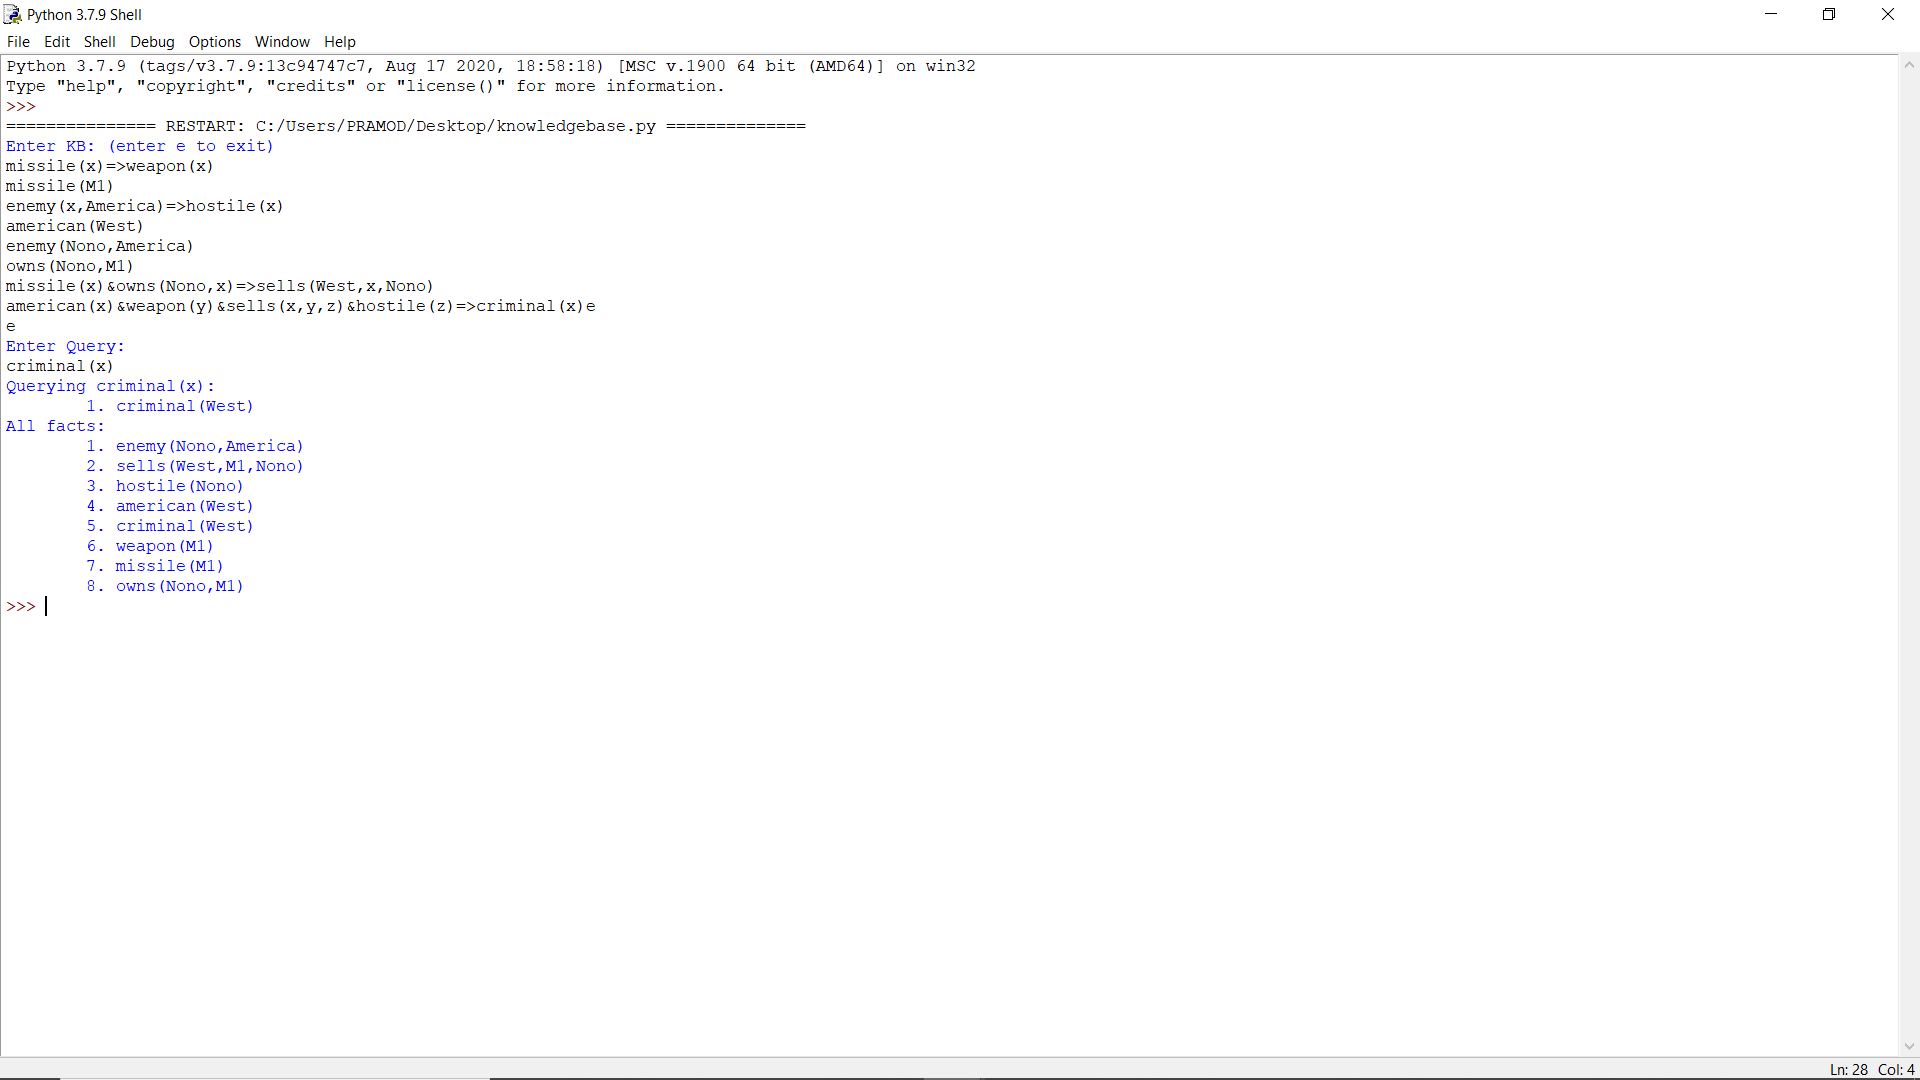 Python 3.7.9 Shell
File Edit Shell Debug Options Window Help
Python 3.7.9 (tags/v3.7.9:13c94747c7, Aug 17 2020, 18:58:18) [MSC v.1900 64 bit (AMD64)] on win32
Type "help", "copyright", "credits" or "license()" for more information.
>>>
=============== RESTART: C:/Users/PRAMOD/Desktop/knowledgebase.py ==============
Enter KB: (enter e to exit)
missile(x)=>weapon(x)
missile(M1)
enemy(x,America)=>hostile(x)
american(West)
enemy(Nono,America)
owns(Nono,M1)
missile(x)&owns(Nono,x)=>sells(West,x,Nono)
american(x)&weapon(y)&sells(x,y,z)&hostile(z)=>criminal(x)e
e
Enter Query:
criminal(x)
Querying criminal(x):
1. criminal(West)
All facts:
1. enemy(Nono,America)
2. sells(West,M1,Nono)
3. hostile(Nono)
4. american(West)
5. criminal(West)
6. weapon(M1)
7. missile(M1)
8. owns(Nono,M1)
>>>
Ln: 28 Col: 4